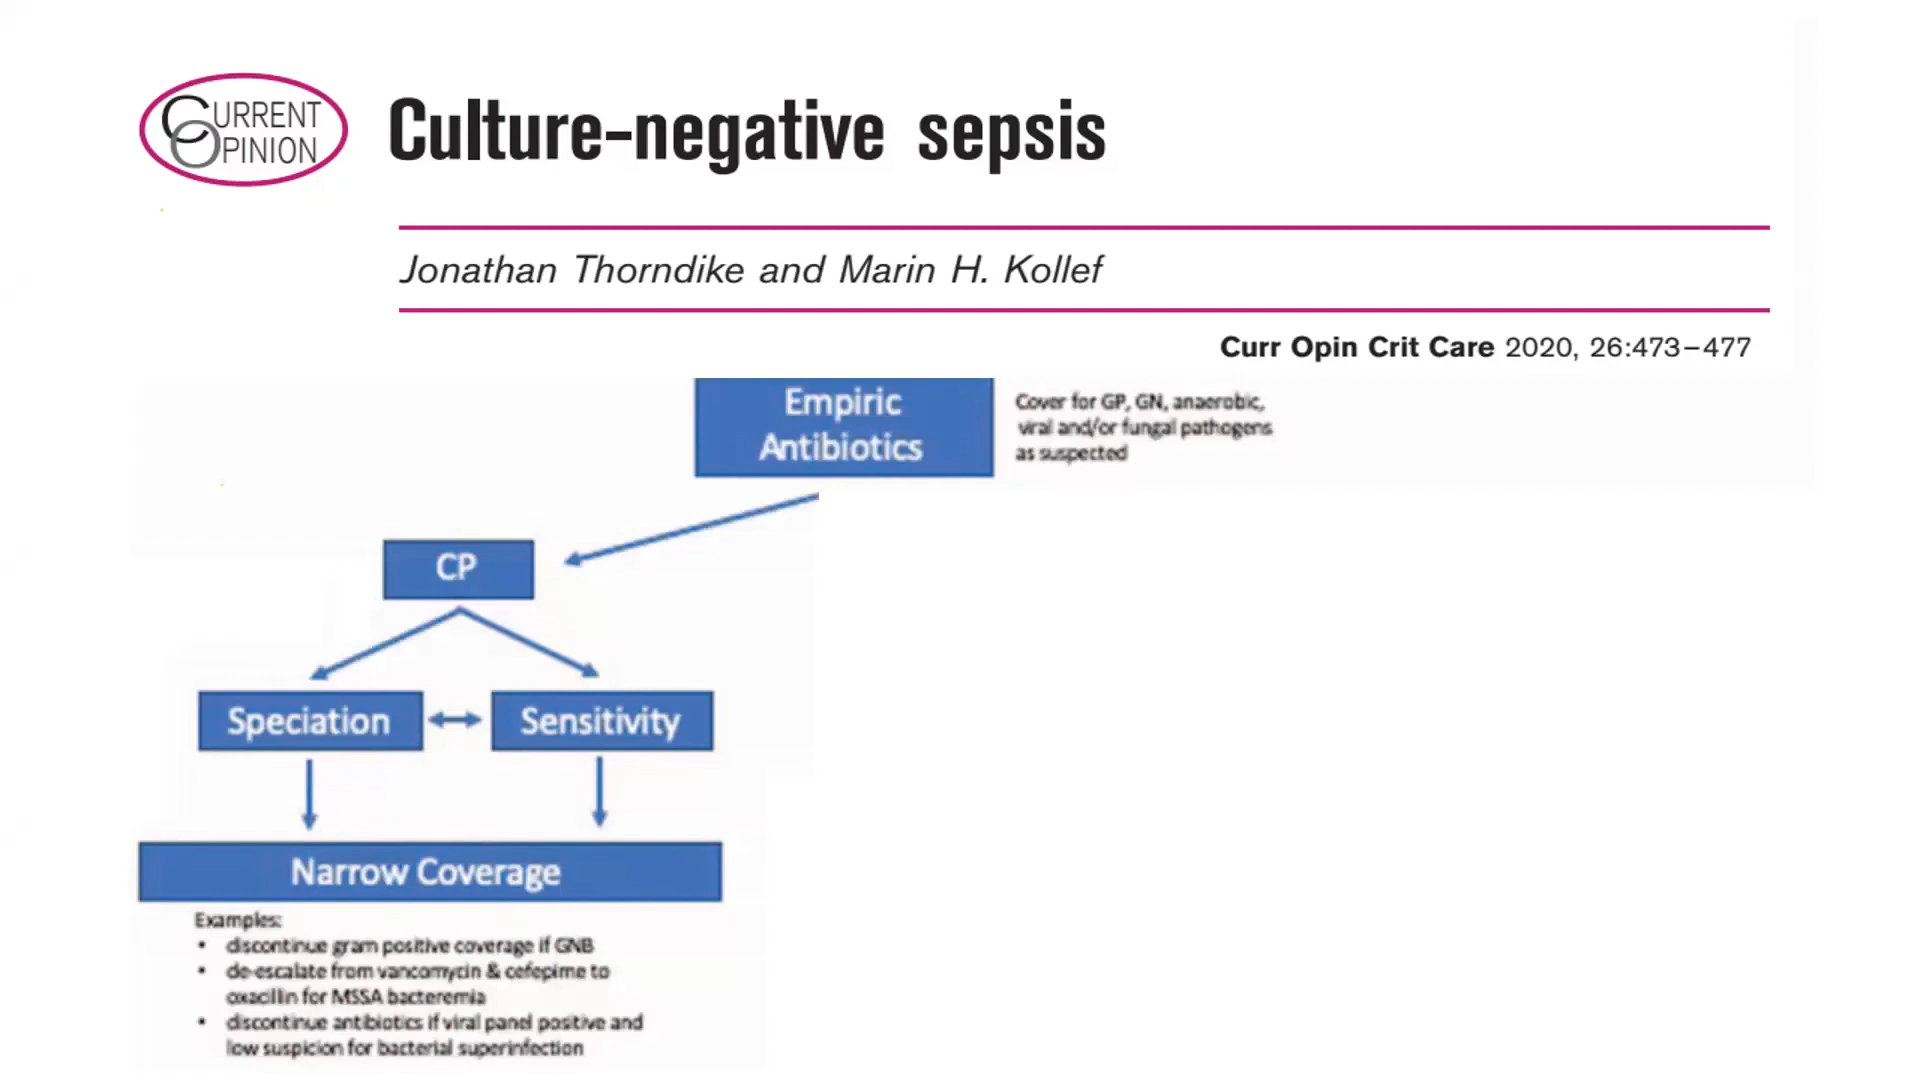 CURRENT
OPINION
Culture-negative sepsis
Jonathan Thorndike and Marin H. Kollef
Curr Opin Crit Care 2020, 26:473–477
Empiric
Antibiotics
Cover for GP, GN, anaerobic,
viral and/or fungal pathogens
as suspected
CP
Speciation
Sensitivity
Narrow Coverage
Examples:
• discontinue gram positive coverage if GNB
• de-escalate from vancomycin & cefepime to
oxacillin for MSSA bacteremia
• discontinue antibiotics if viral panel positive and
low suspicion for bacterial superinfection